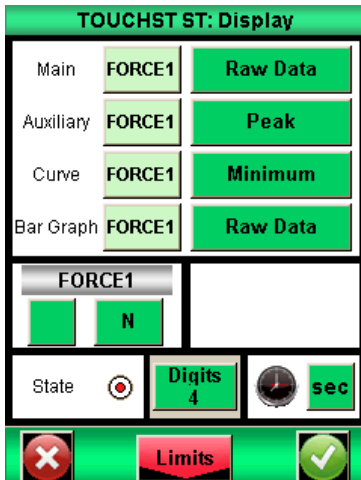 TOUCHST ST: Display
Main FORCE1 Raw Data
Auxiliary FORCE1 Peak
Curve FORCE1 Minimum
Bar Graph FORCE1 Raw Data
FORCE1
N
State Digits 4 sec
Limits